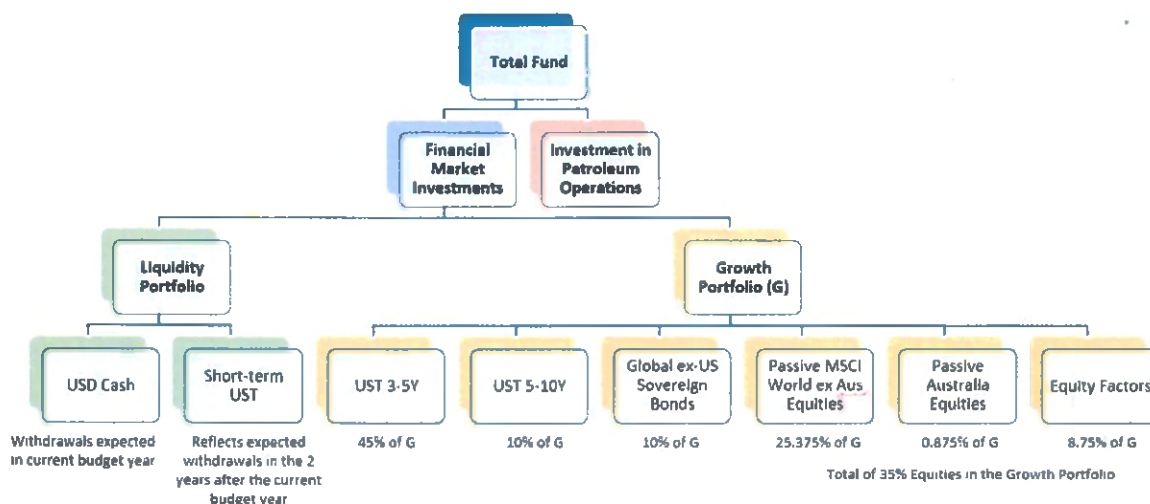 Total Fund
Financial
Market
Investments
Investment in
Petroleum
Operations
Liquidity
Portfolio
Growth
Portfolio (G)
USD Cash
Short-term
UST
UST 3-5Y
UST 5-10Y
Global ex-US
Sovereign
Bonds
Passive MSCI
World ex Aus
Equities
Passive
Australia
Equities
Equity Factors
Withdrawals expected
in current budget year
Reflects expected
withdrawals in the 2
years after the current
budget year
45% of G
10% of G
10% of G
25.375% of G
0.875% of G
8.75% of G
Total of 35% Equities in the Growth Portfolio